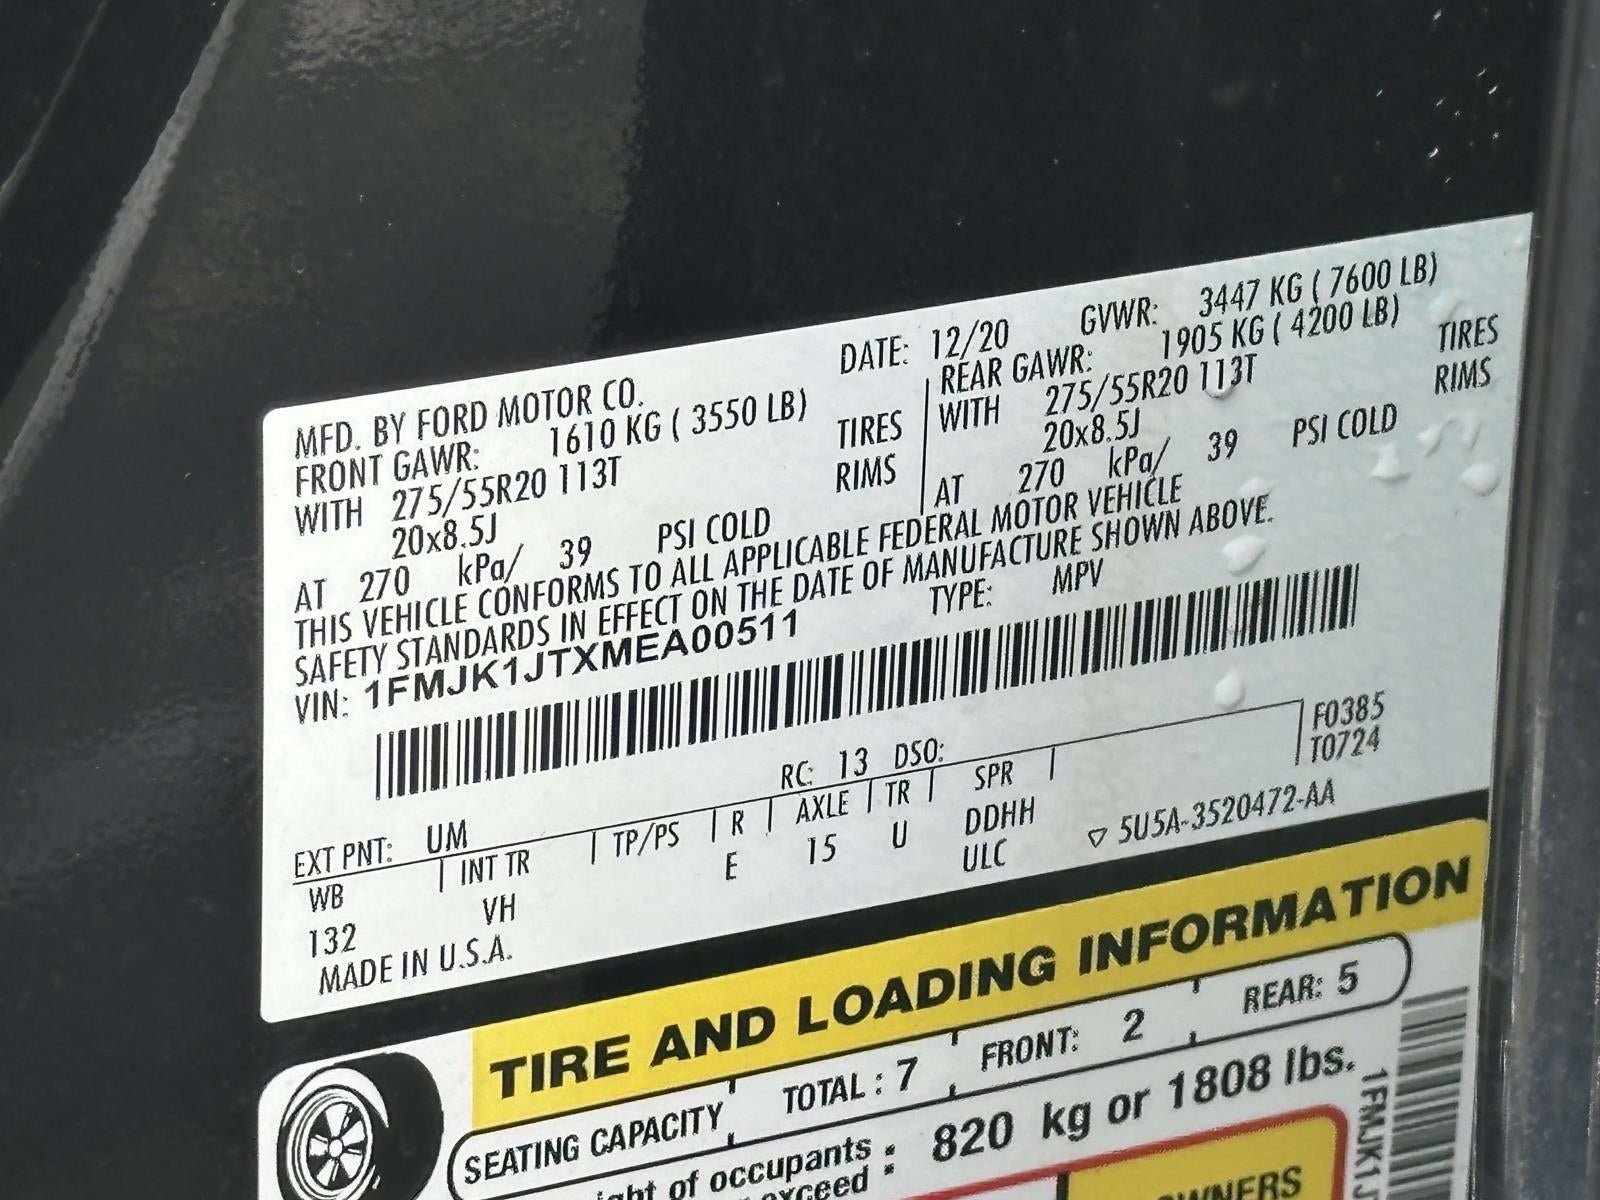 MFD. BY FORD MOTOR CO. DATE: 12/20 GVWR: 3447 KG ( 7600 LB)
FRONT GAWR: 1610 KG ( 3550 LB) REAR GAWR: 1905 KG ( 4200 LB)
WITH 275/55R20 113T TIRES WITH 275/55R20 113T TIRES
20x8.5J RIMS 20x8.5J RIMS
AT 270 kPa/ 39 PSI COLD AT 270 kPa/ 39 PSI COLD
THIS VEHICLE CONFORMS TO ALL APPLICABLE FEDERAL MOTOR VEHICLE
SAFETY STANDARDS IN EFFECT ON THE DATE OF MANUFACTURE SHOWN ABOVE.
VIN: 1FMJK1JTXMEA00511 TYPE: MPV
F0385
T0724
EXT PNT: UM RC: 13 DSO:
WB INT TR TP/PS R AXLE TR SPR
132 VH E 15 U DDHH
ULC
MADE IN U.S.A. ▽ 5U5A-3520472-AA
TIRE AND LOADING INFORMATION
SEATING CAPACITY TOTAL : 7 FRONT: 2 REAR: 5
of occupants : 820 kg or 1808 lbs.
exceed :
1FMJK1J